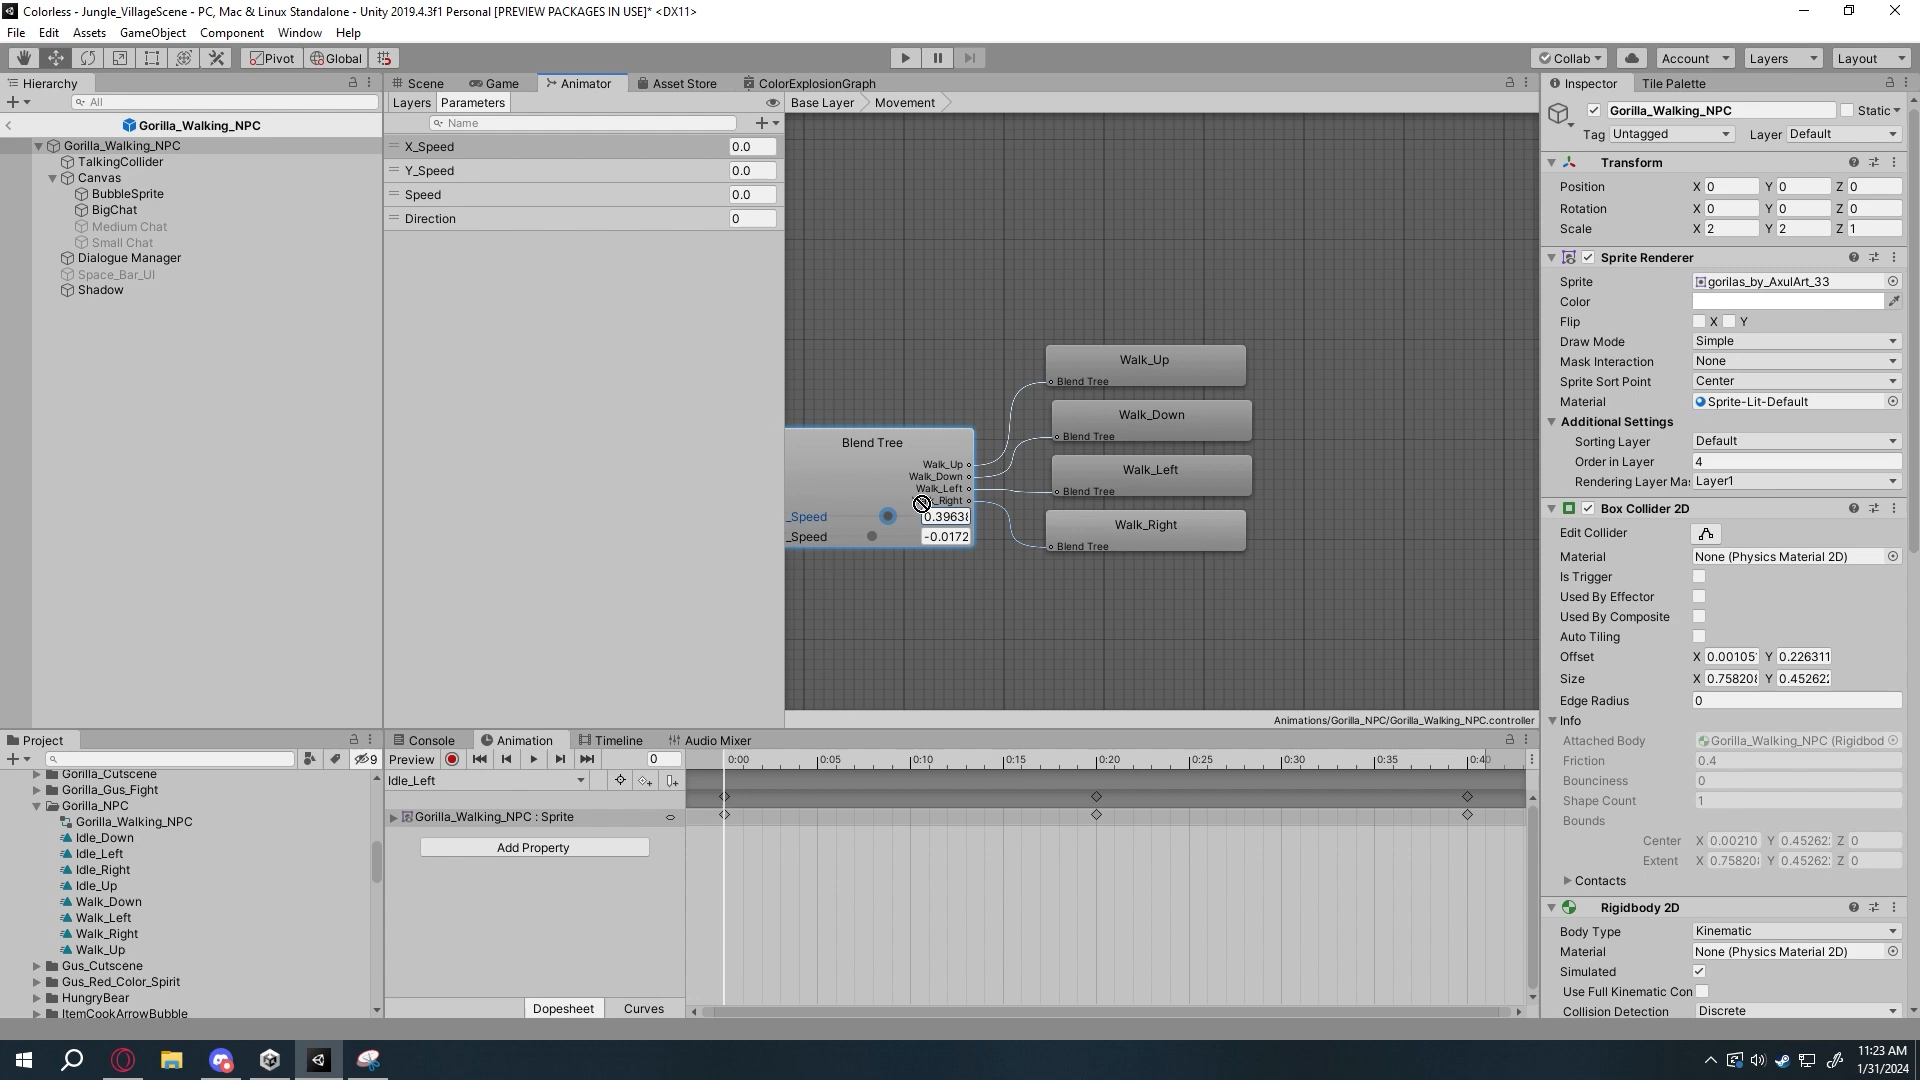 Colorless - Jungle_VillageScene - PC, Mac & Linux Standalone - Unity 2019.4.3f1 Personal [PREVIEW PACKAGES IN USE]* <DX11>
File Edit Assets GameObject Component Window Help
Pivot Global Collab Account Layers Layout
Hierarchy
All
Gorilla_Walking_NPC
Gorilla_Walking_NPC
TalkingCollider
Canvas
BubbleSprite
BigChat
Medium Chat
Small Chat
Dialogue Manager
Space_Bar_UI
Shadow
Scene Game Animator Asset Store ColorExplosionGraph
Layers Parameters
Base Layer Movement
Name
X_Speed 0.0
Y_Speed 0.0
Speed 0.0
Direction 0
Blend Tree
Walk_Up
Walk_Down
Walk_Left
_Right
_Speed 0.3963
_Speed -0.0172
Walk_Up
Blend Tree
Walk_Down
Blend Tree
Walk_Left
Blend Tree
Walk_Right
Blend Tree
Animations/Gorilla_NPC/Gorilla_Walking_NPC.controller
Project
9
Gorilla_Cutscene
Gorilla_Gus_Fight
Gorilla_NPC
Gorilla_Walking_NPC
Idle_Down
Idle_Left
Idle_Right
Idle_Up
Walk_Down
Walk_Left
Walk_Right
Walk_Up
Gus_Cutscene
Gus_Red_Color_Spirit
HungryBear
ItemCookArrowBubble
Console Animation Timeline Audio Mixer
Preview 0
0:00 0:05 0:10 0:15 0:20 0:25 0:30 0:35 0:40
Idle_Left
Gorilla_Walking_NPC : Sprite
Add Property
Dopesheet Curves
Inspector Tile Palette
Gorilla_Walking_NPC Static
Tag Untagged Layer Default
Transform
Position X 0 Y 0 Z 0
Rotation X 0 Y 0 Z 0
Scale X 2 Y 2 Z 1
Sprite Renderer
Sprite gorilas_by_AxulArt_33
Color
Flip X Y
Draw Mode Simple
Mask Interaction None
Sprite Sort Point Center
Material Sprite-Lit-Default
Additional Settings
Sorting Layer Default
Order in Layer 4
Rendering Layer Mas Layer1
Box Collider 2D
Edit Collider
Material None (Physics Material 2D)
Is Trigger
Used By Effector
Used By Composite
Auto Tiling
Offset X 0.00105 Y 0.226311
Size X 0.75820 Y 0.45262
Edge Radius 0
Info
Attached Body Gorilla_Walking_NPC (Rigidbod
Friction 0.4
Bounciness 0
Shape Count 1
Bounds
Center X 0.00210 Y 0.45262 Z 0
Extent X 0.75820 Y 0.45262 Z 0
Contacts
Rigidbody 2D
Body Type Kinematic
Material None (Physics Material 2D)
Simulated
Use Full Kinematic Con
Collision Detection Discrete
11:23 AM
1/31/2024